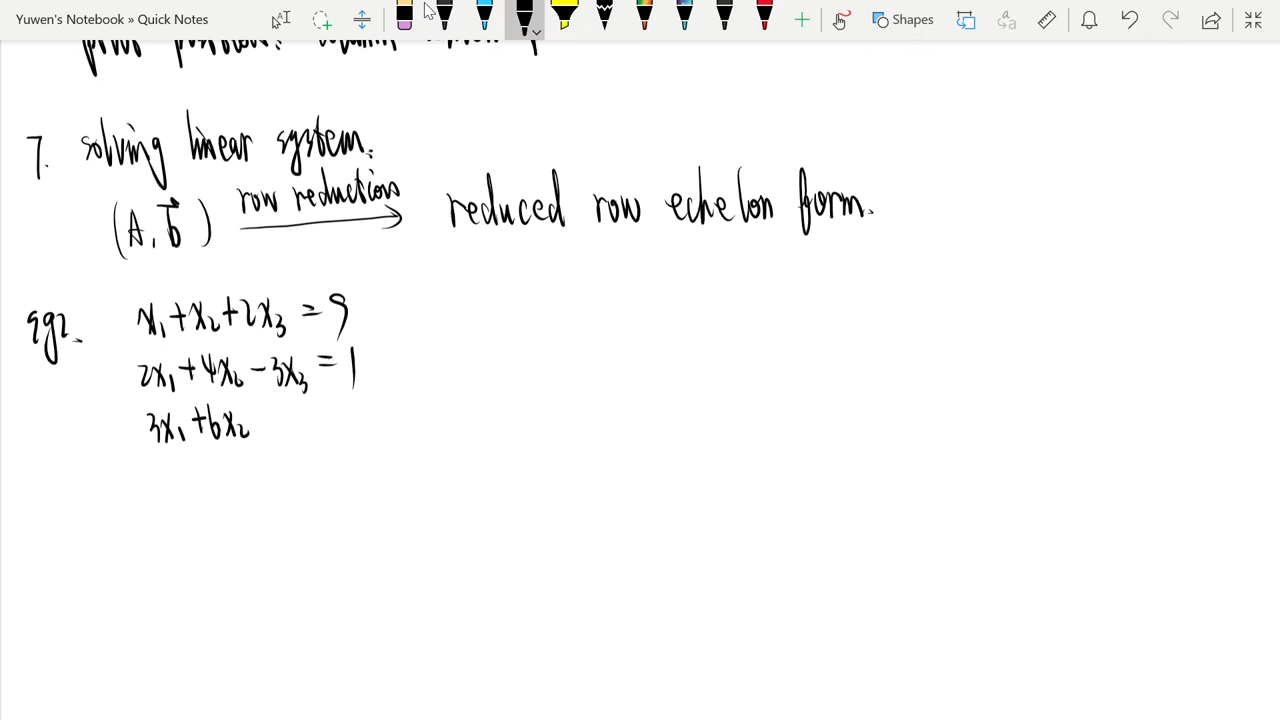 Yuwen's Notebook » Quick Notes
Shapes
7. solving linear system.
(A, b⃗) row reduction → reduced row echelon form.
eg2. x₁+x₂+2x₃=9
2x₁+4x₂-3x₃=1
3x₁+6x₂